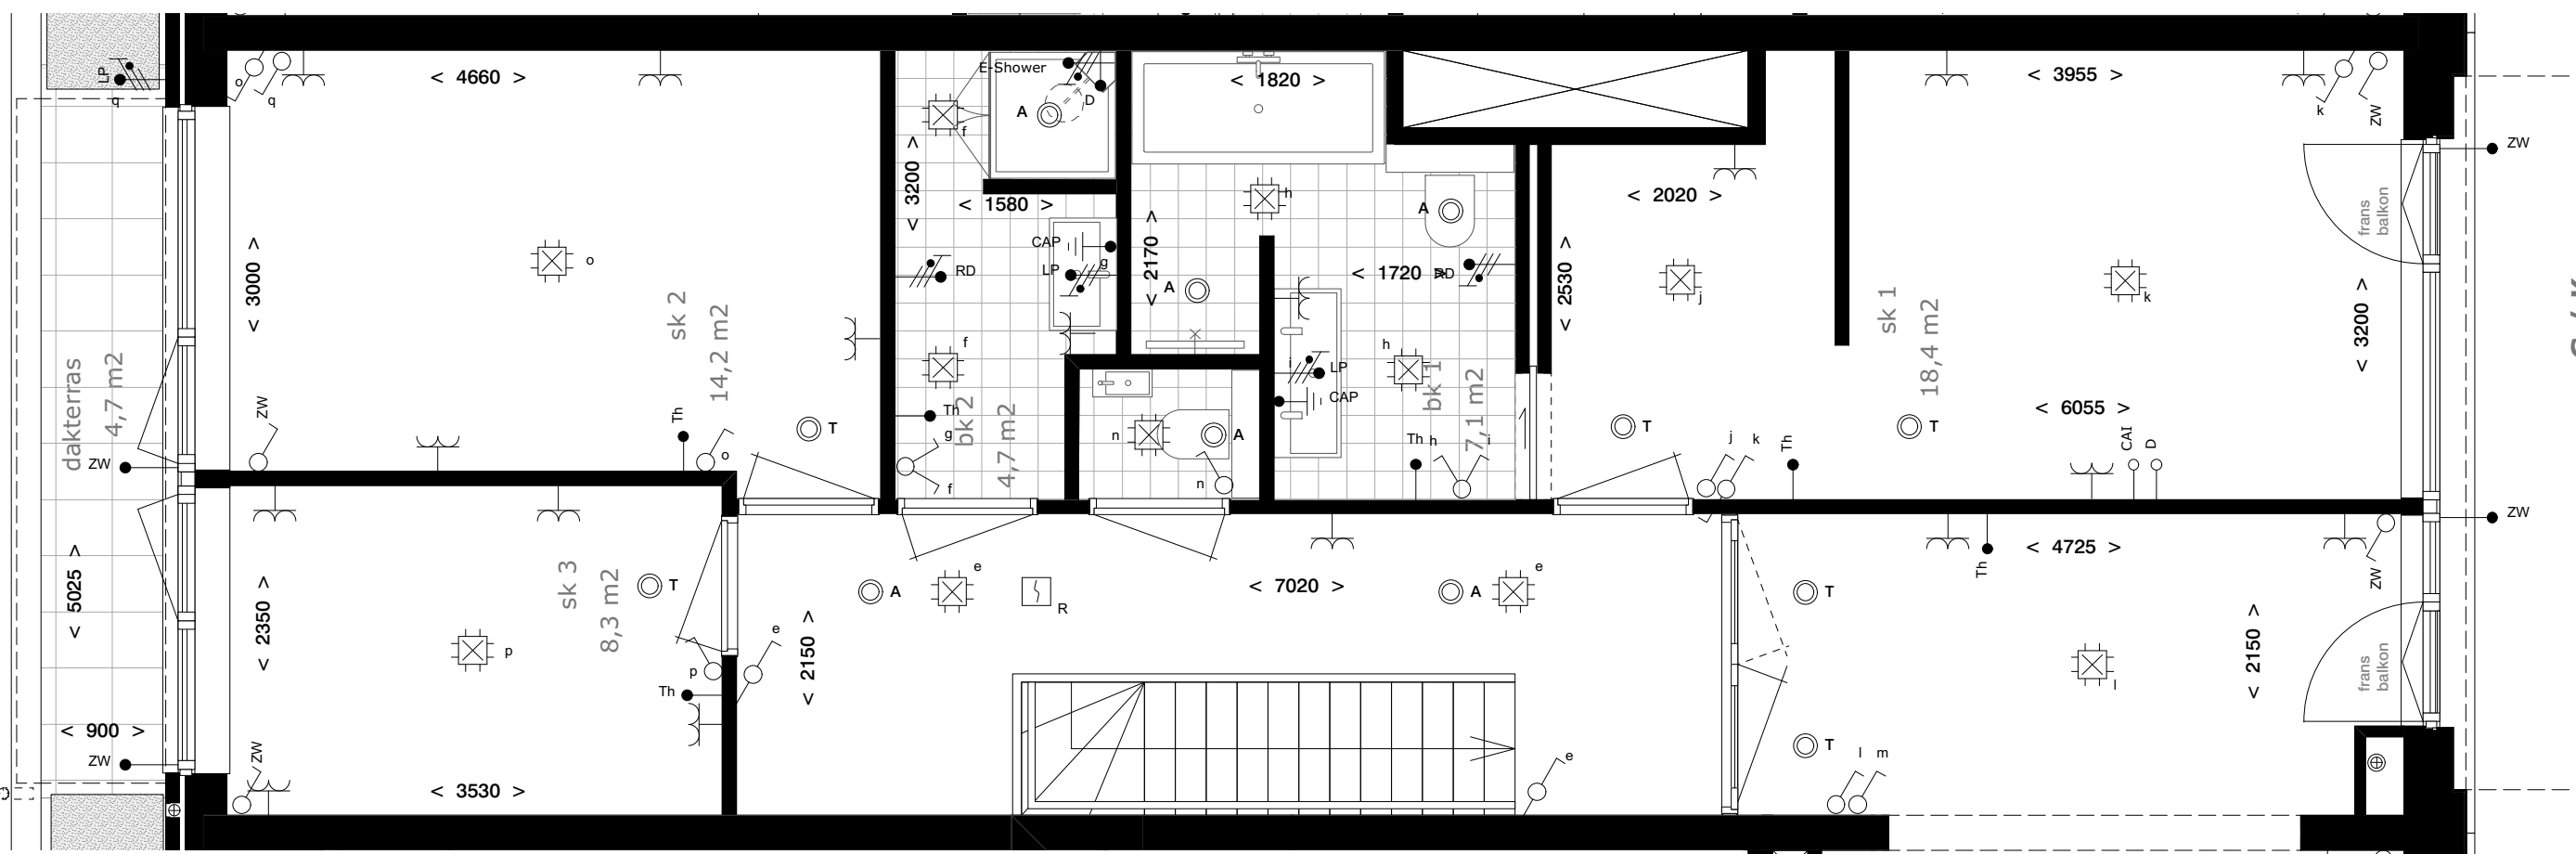 LP
q
o
q
< 4660 >
E-Shower
D
A
f
< 3200 >
< 1580 >
CAP
LP
g
RD
< 1820 >
h
A
< 2170 >
A
< 1720 >
RD
< 2020 >
< 2530 >
j
< 3955 >
k
ZW
ZW
frans
balkon
k
sk 1
18,4 m2
< 3200 >
< 3000 >
o
sk 2
14,2 m2
dakterras
4,7 m2
ZW
ZW
Th
o
T
f
Th
bk 2
4,7 m2
g
f
n
A
n
h
i
LP
CAP
bk 1
7,1 m2
Th
h
i
T
T
j
k
Th
< 6055 >
CAI
D
ZW
< 5025 >
< 900 >
ZW
< 2350 >
sk 3
8,3 m2
T
p
p
Th
ZW
< 3530 >
e
< 2150 >
A
e
R
< 7020 >
A
e
e
T
T
l
m
Th
< 4725 >
ZW
< 2150 >
l
frans
balkon